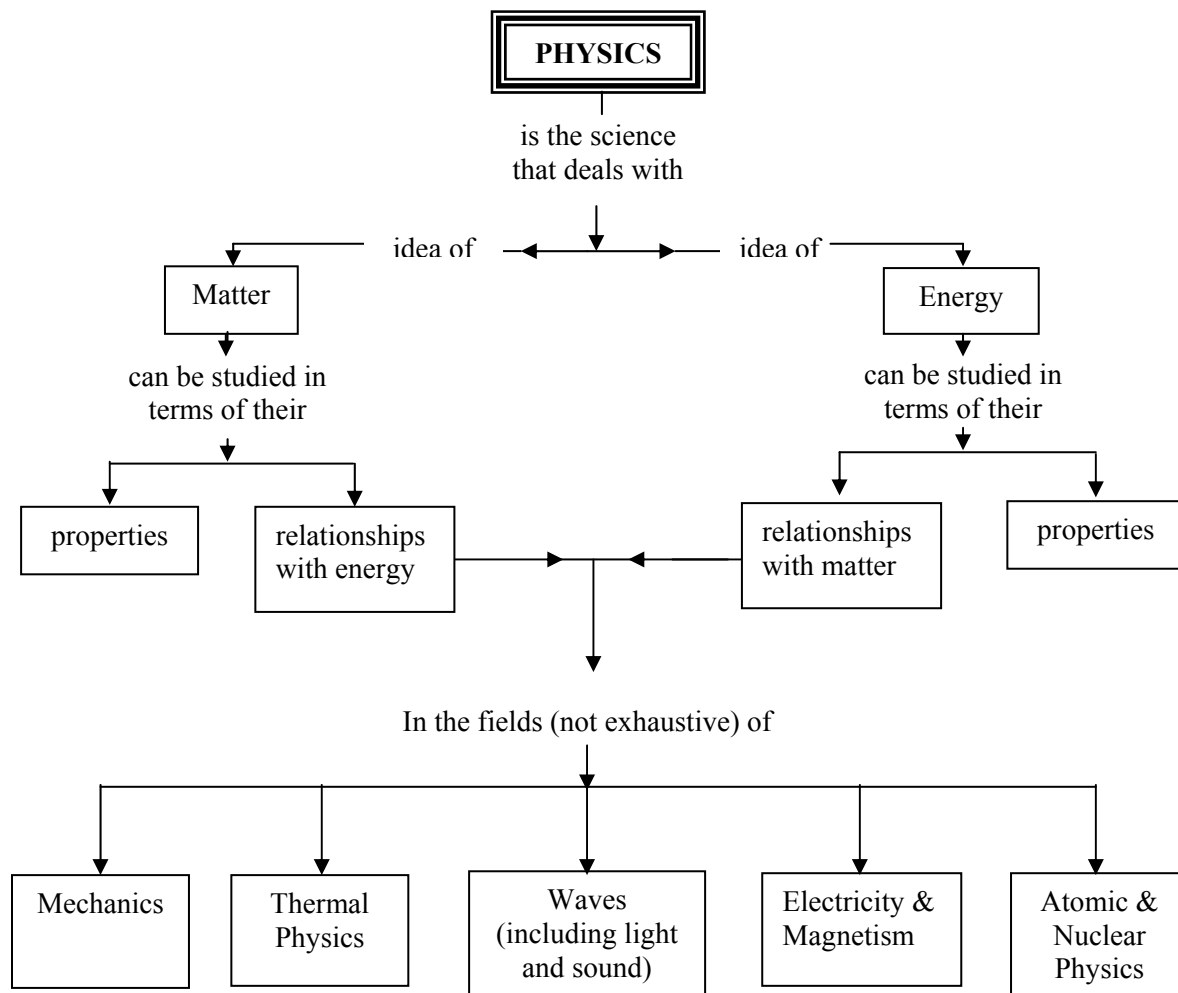 PHYSICS
is the science
that deals with
idea of
idea of
Matter
Energy
can be studied in
terms of their
can be studied in
terms of their
properties
relationships
with energy
relationships
with matter
properties
In the fields (not exhaustive) of
Mechanics
Thermal
Physics
Waves
(including light
and sound)
Electricity &
Magnetism
Atomic &
Nuclear
Physics